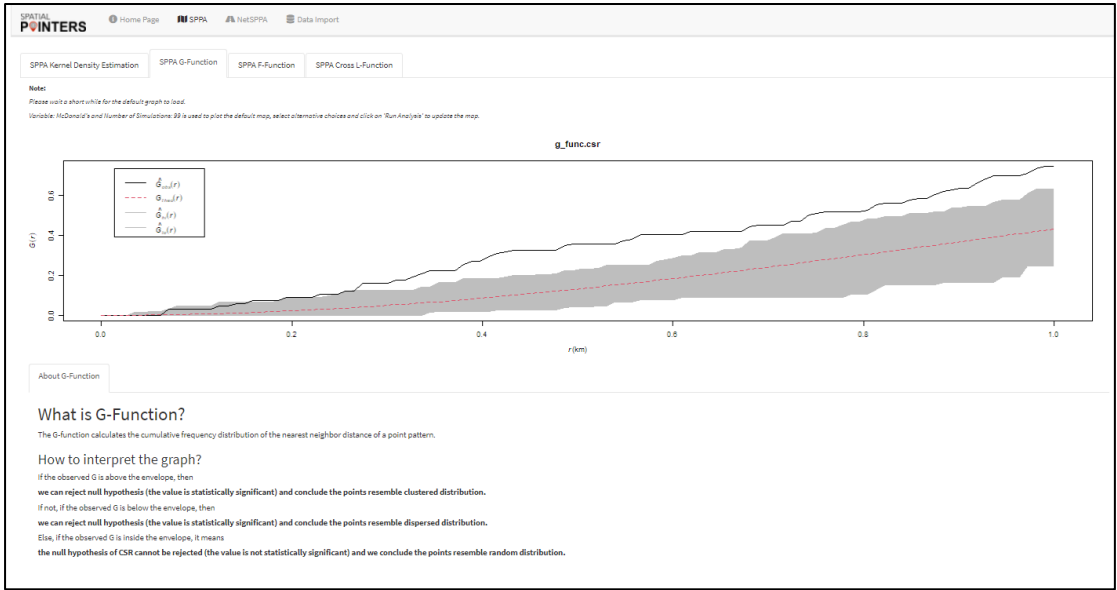 SPATIAL
POINTERS
Home Page
SPPA
NetSPPA
Data Import
SPPA Kernel Density Estimation
SPPA G-Function
SPPA F-Function
SPPA Cross L-Function
Note:
Please wait a short while for the default graph to load.
Variable: McDonald's and Number of Simulations: 99 is used to plot the default map, select alternative choices and click on 'Run Analysis' to update the map.
g_func.csr
Ĝobs(r)
Gtheo(r)
Ĝhi(r)
Ĝlo(r)
G(r)
0.6
0.4
0.2
0.0
0.0 0.2 0.4 0.6 0.8 1.0
r (km)
About G-Function
What is G-Function?
The G-function calculates the cumulative frequency distribution of the nearest neighbor distance of a point pattern.
How to interpret the graph?
If the observed G is above the envelope, then
we can reject null hypothesis (the value is statistically significant) and conclude the points resemble clustered distribution.
If not, if the observed G is below the envelope, then
we can reject null hypothesis (the value is statistically significant) and conclude the points resemble dispersed distribution.
Else, if the observed G is inside the envelope, it means
the null hypothesis of CSR cannot be rejected (the value is not statistically significant) and we conclude the points resemble random distribution.